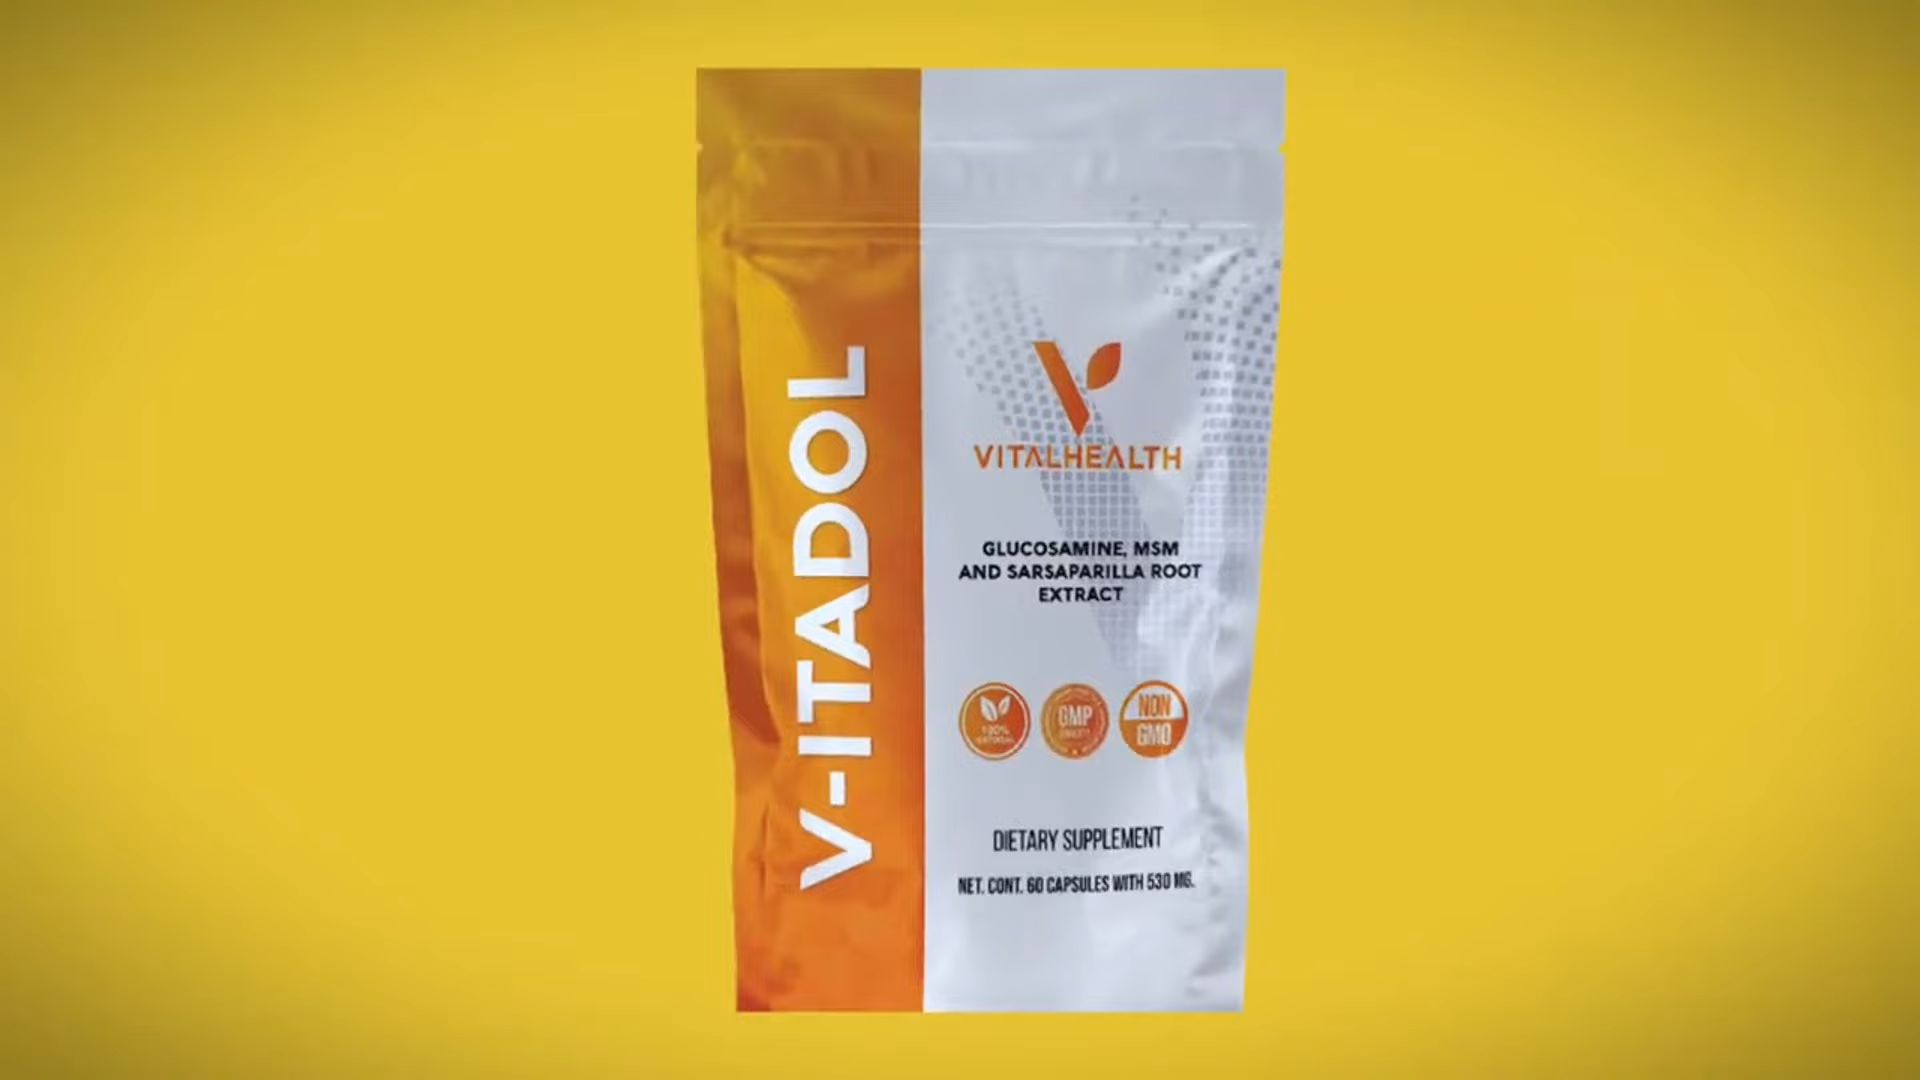 V-ITADOL
VITALHEALTH
GLUCOSAMINE, MSM
AND SARSAPARILLA ROOT
EXTRACT
100%
GMP
NON
GMO
DIETARY SUPPLEMENT
NET. CONT. 60 CAPSULES WITH 530 MG.